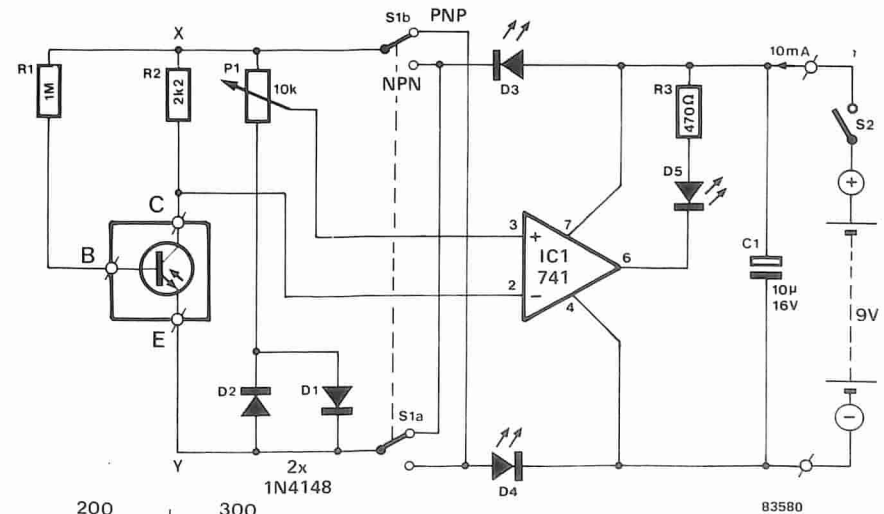 S1b PNP
X
R1
1M
R2
2k2
P1
10k
NPN
D3
10mA
R3
470Ω
S2
D5
+
C
B
E
3
+
7
IC1
741
6
2
−
4
C1
10µ
16V
9V
D2
D1
S1a
−
Y
2x
1N4148
D4
83580
200
300